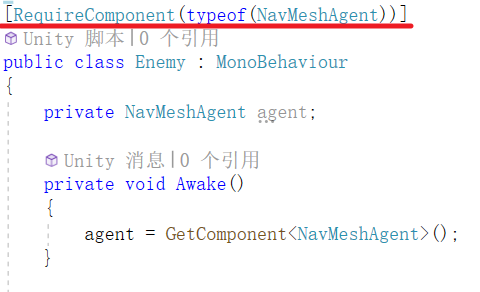 [RequireComponent(typeof(NavMeshAgent))]
Unity 脚本|0 个引用
public class Enemy : MonoBehaviour
{
private NavMeshAgent agent;
Unity 消息|0 个引用
private void Awake()
{
agent = GetComponent<NavMeshAgent>();
}